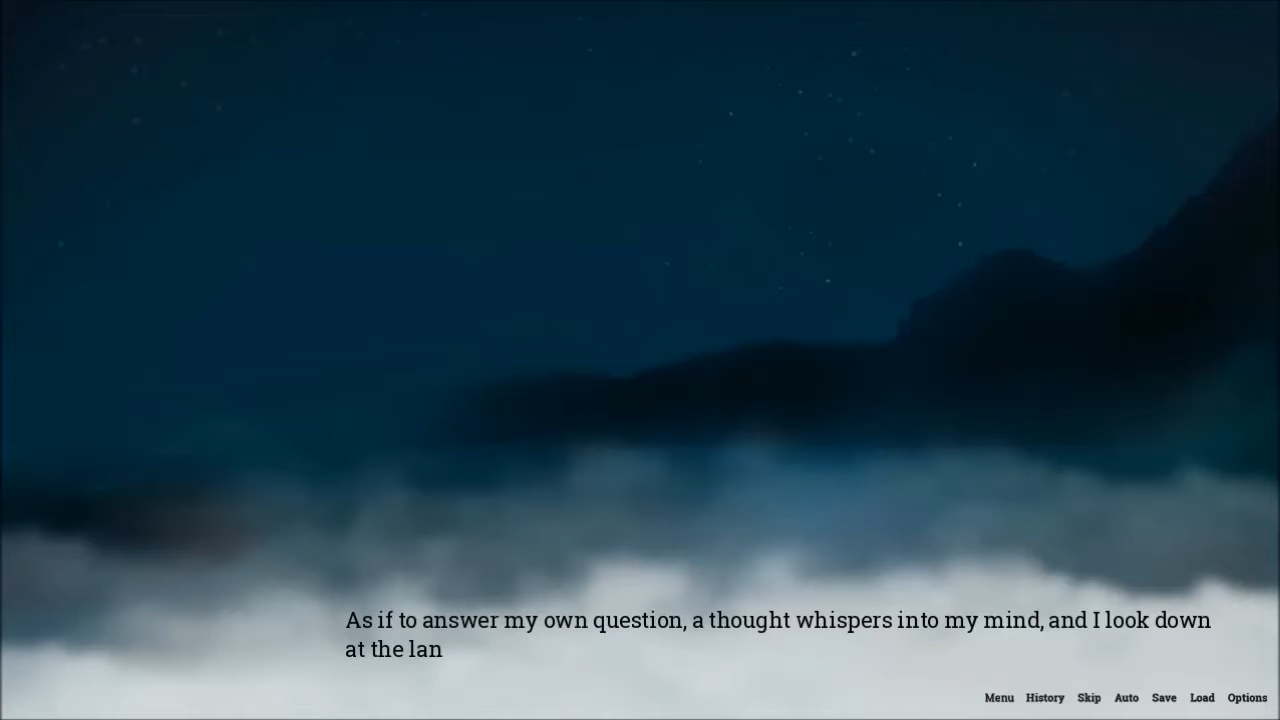 As if to answer my own question, a thought whispers into my mind, and I look down
at the lan
Menu History Skip Auto Save Load Options